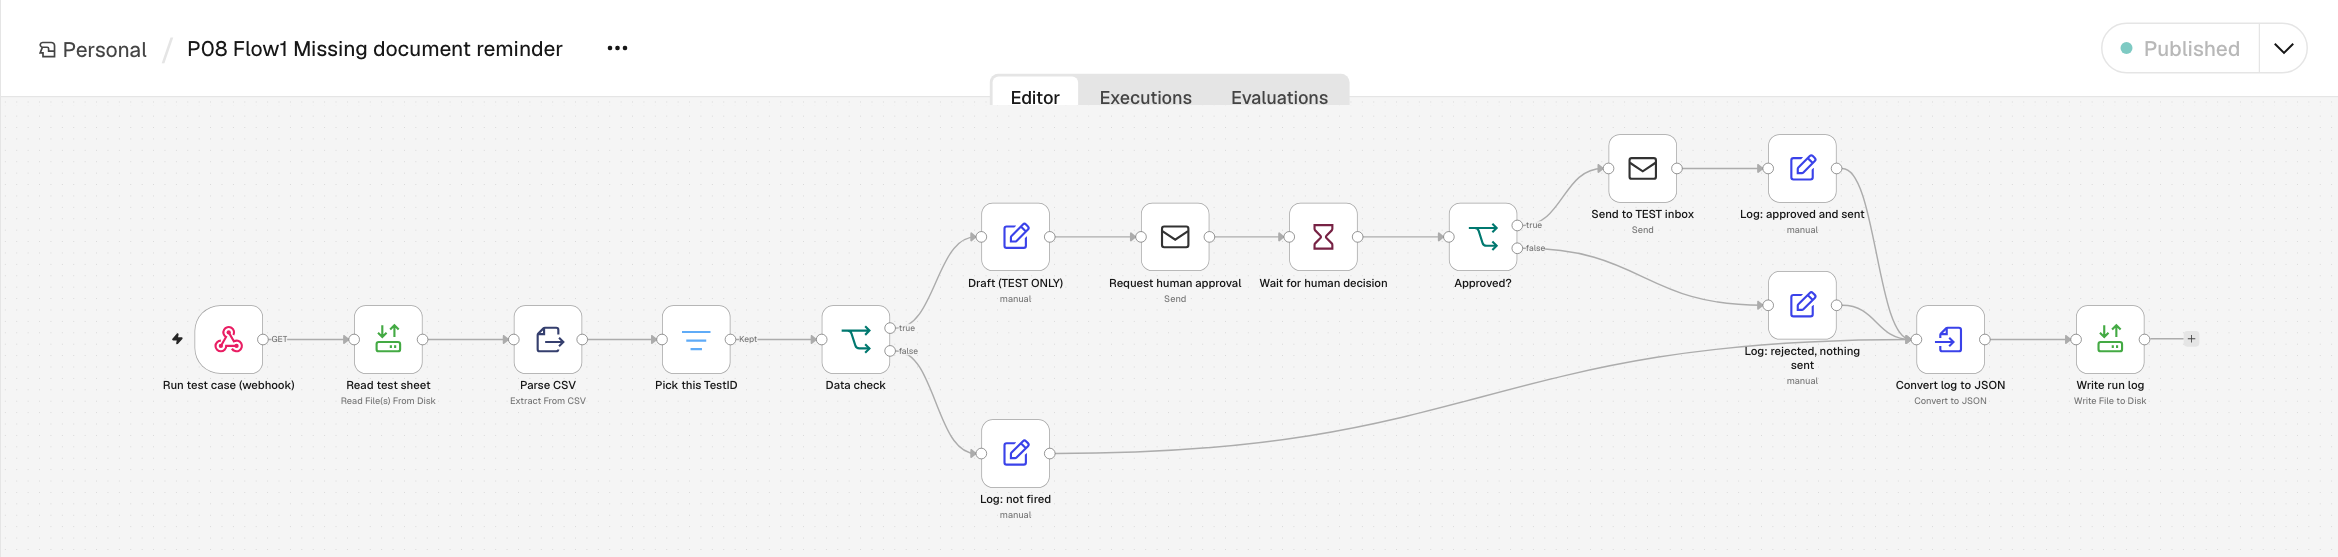 Personal / P08 Flow1 Missing document reminder ...
Published
Editor Executions Evaluations
Run test case (webhook)
GET
Read test sheet
Read File(s) From Disk
Parse CSV
Extract From CSV
Pick this TestID
Kept
Data check
true
false
Draft (TEST ONLY)
manual
Request human approval
Send
Wait for human decision
Approved?
true
false
Send to TEST inbox
Send
Log: approved and sent
manual
Log: rejected, nothing
sent
manual
Log: not fired
manual
Convert log to JSON
Convert to JSON
Write run log
Write File to Disk
+